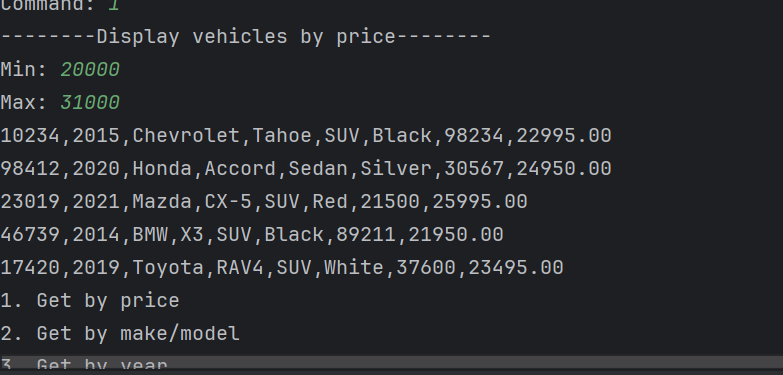 Command: 1
--------Display vehicles by price--------
Min: 20000
Max: 31000
10234,2015,Chevrolet,Tahoe,SUV,Black,98234,22995.00
98412,2020,Honda,Accord,Sedan,Silver,30567,24950.00
23019,2021,Mazda,CX-5,SUV,Red,21500,25995.00
46739,2014,BMW,X3,SUV,Black,89211,21950.00
17420,2019,Toyota,RAV4,SUV,White,37600,23495.00
1. Get by price
2. Get by make/model
3. Get by year